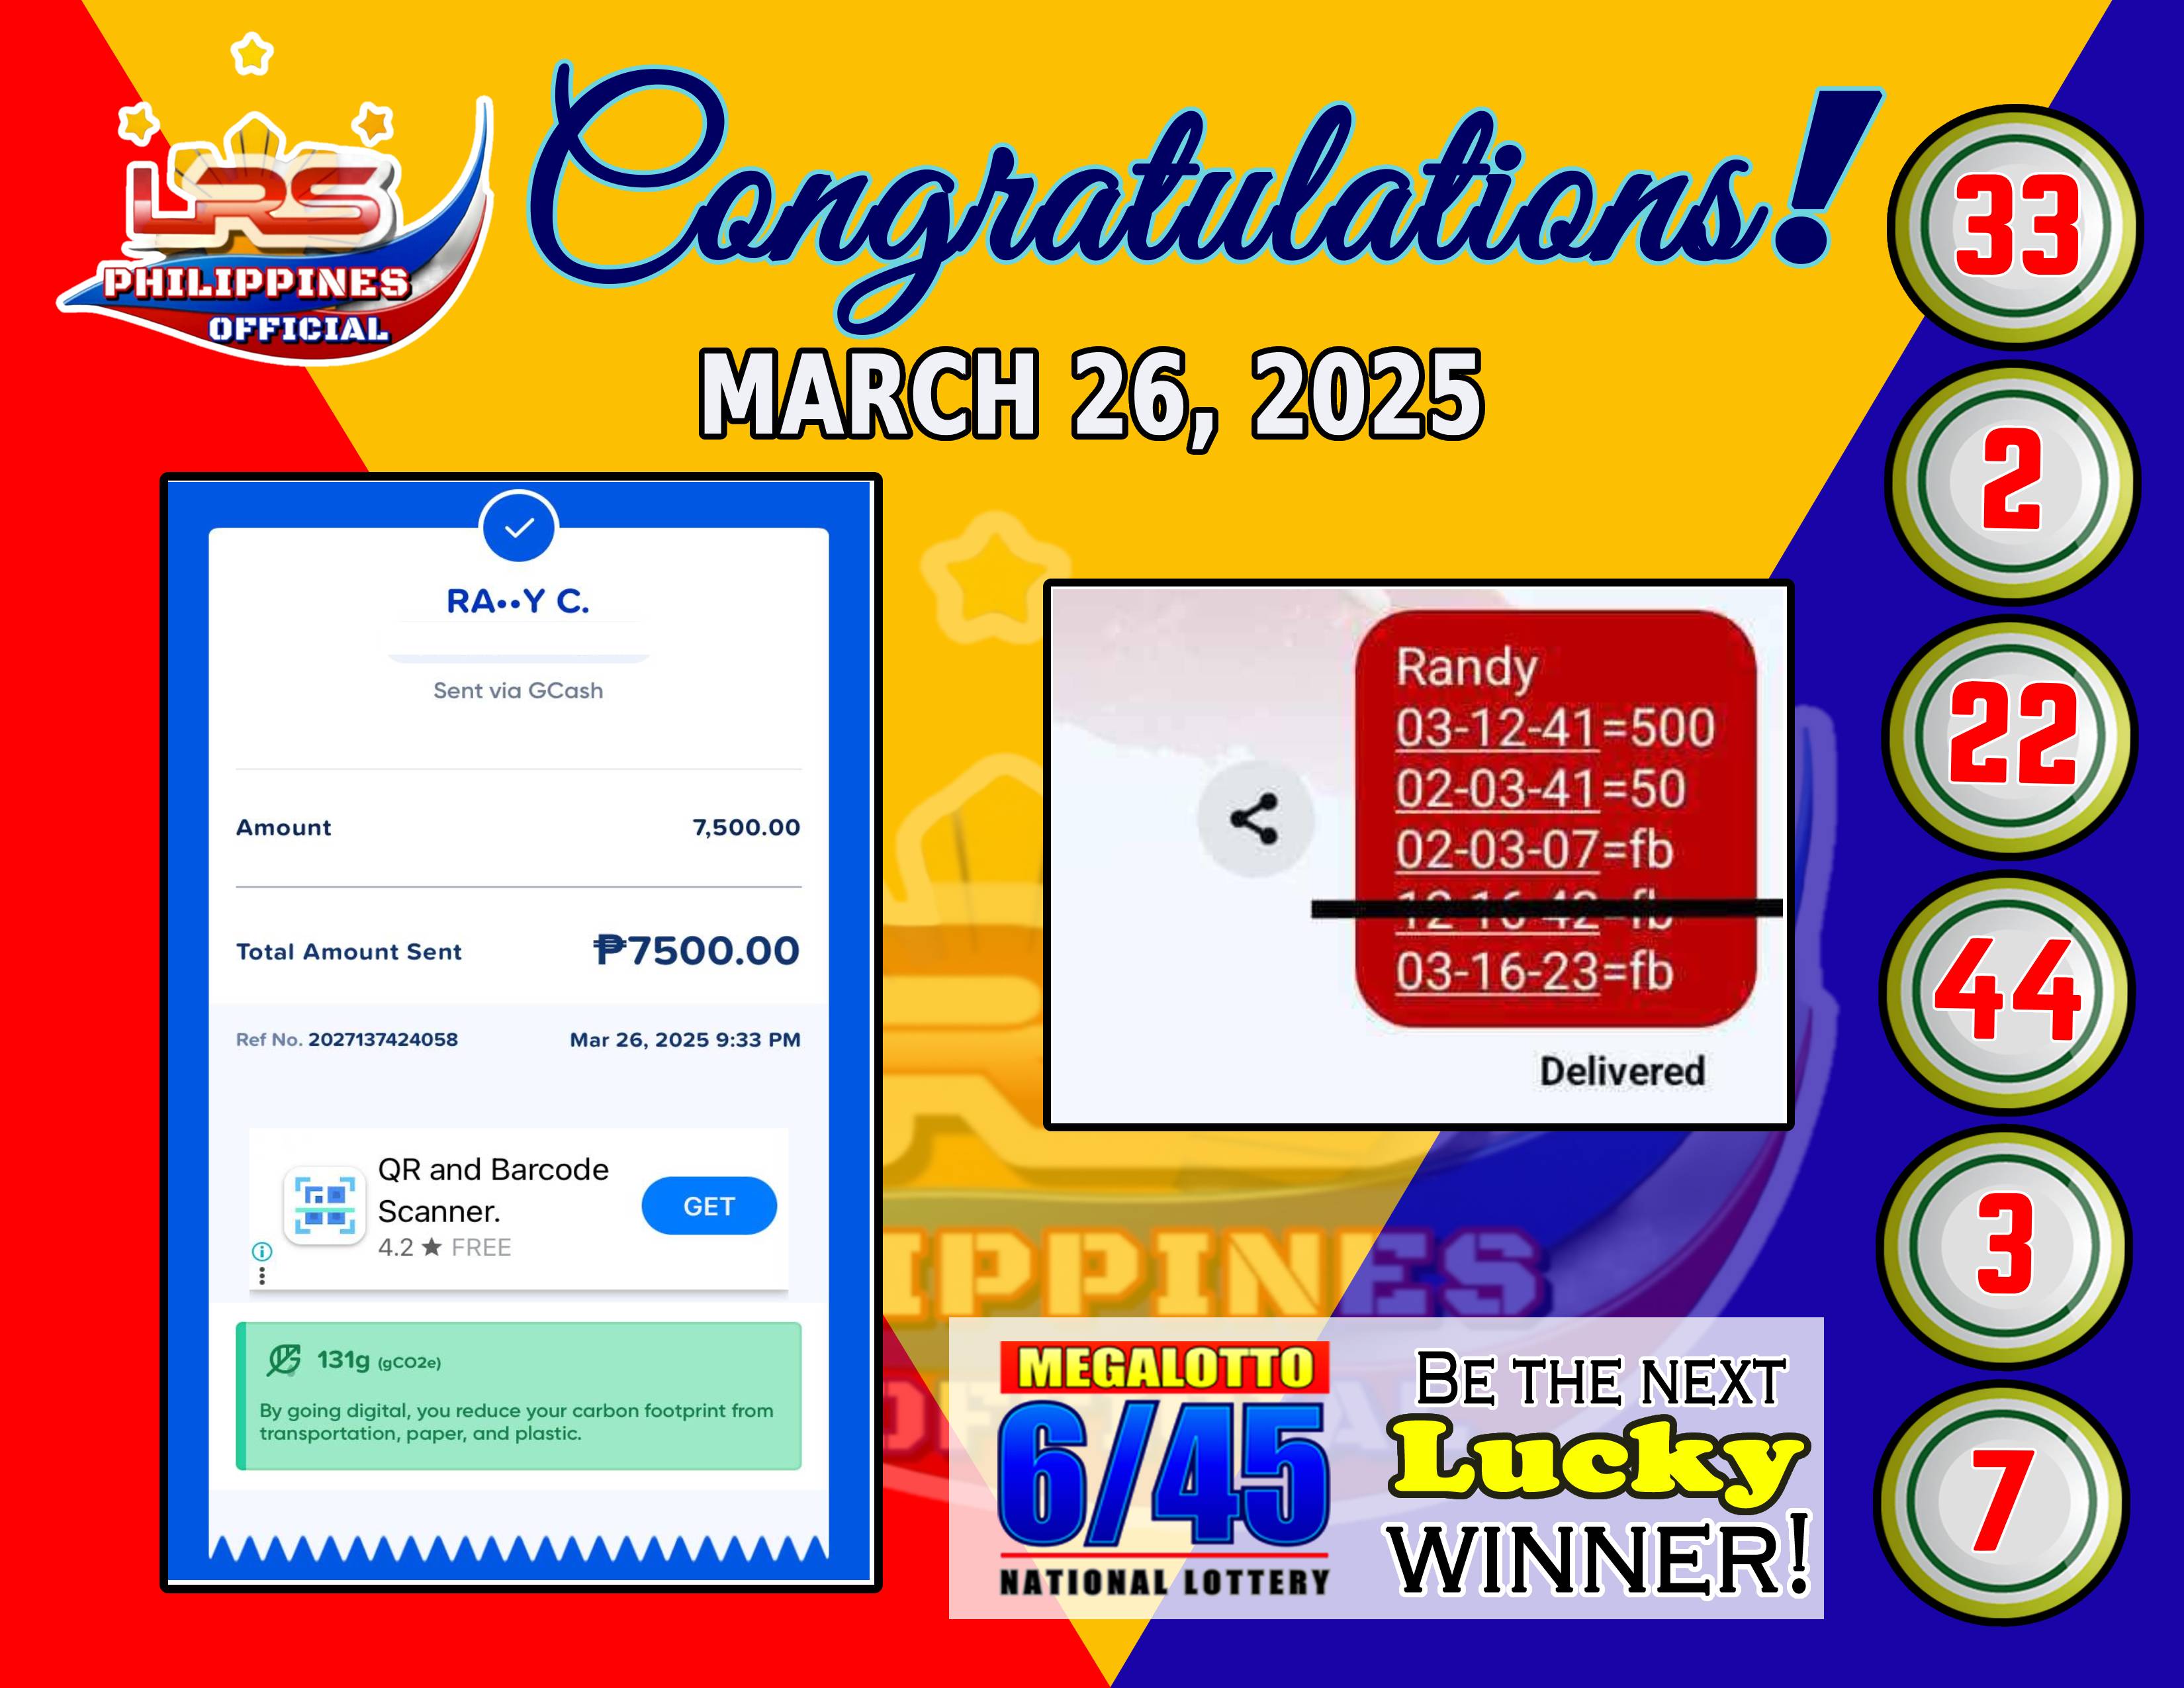 LRS
PHILIPPINES
OFFICIAL
Congratulations!
MARCH 26, 2025
RA••Y C.
Sent via GCash
Amount 7,500.00
Total Amount Sent ₱7500.00
Ref No. 2027137424058 Mar 26, 2025 9:33 PM
QR and Barcode
Scanner.
4.2 ★ FREE
GET
131g (gCO2e)
By going digital, you reduce your carbon footprint from
transportation, paper, and plastic.
Randy
03-12-41=500
02-03-41=50
02-03-07=fb
12-16-42=fb
03-16-23=fb
Delivered
MEGALOTTO
6/45
NATIONAL LOTTERY
BE THE NEXT
Lucky
WINNER!
33
2
22
44
3
7